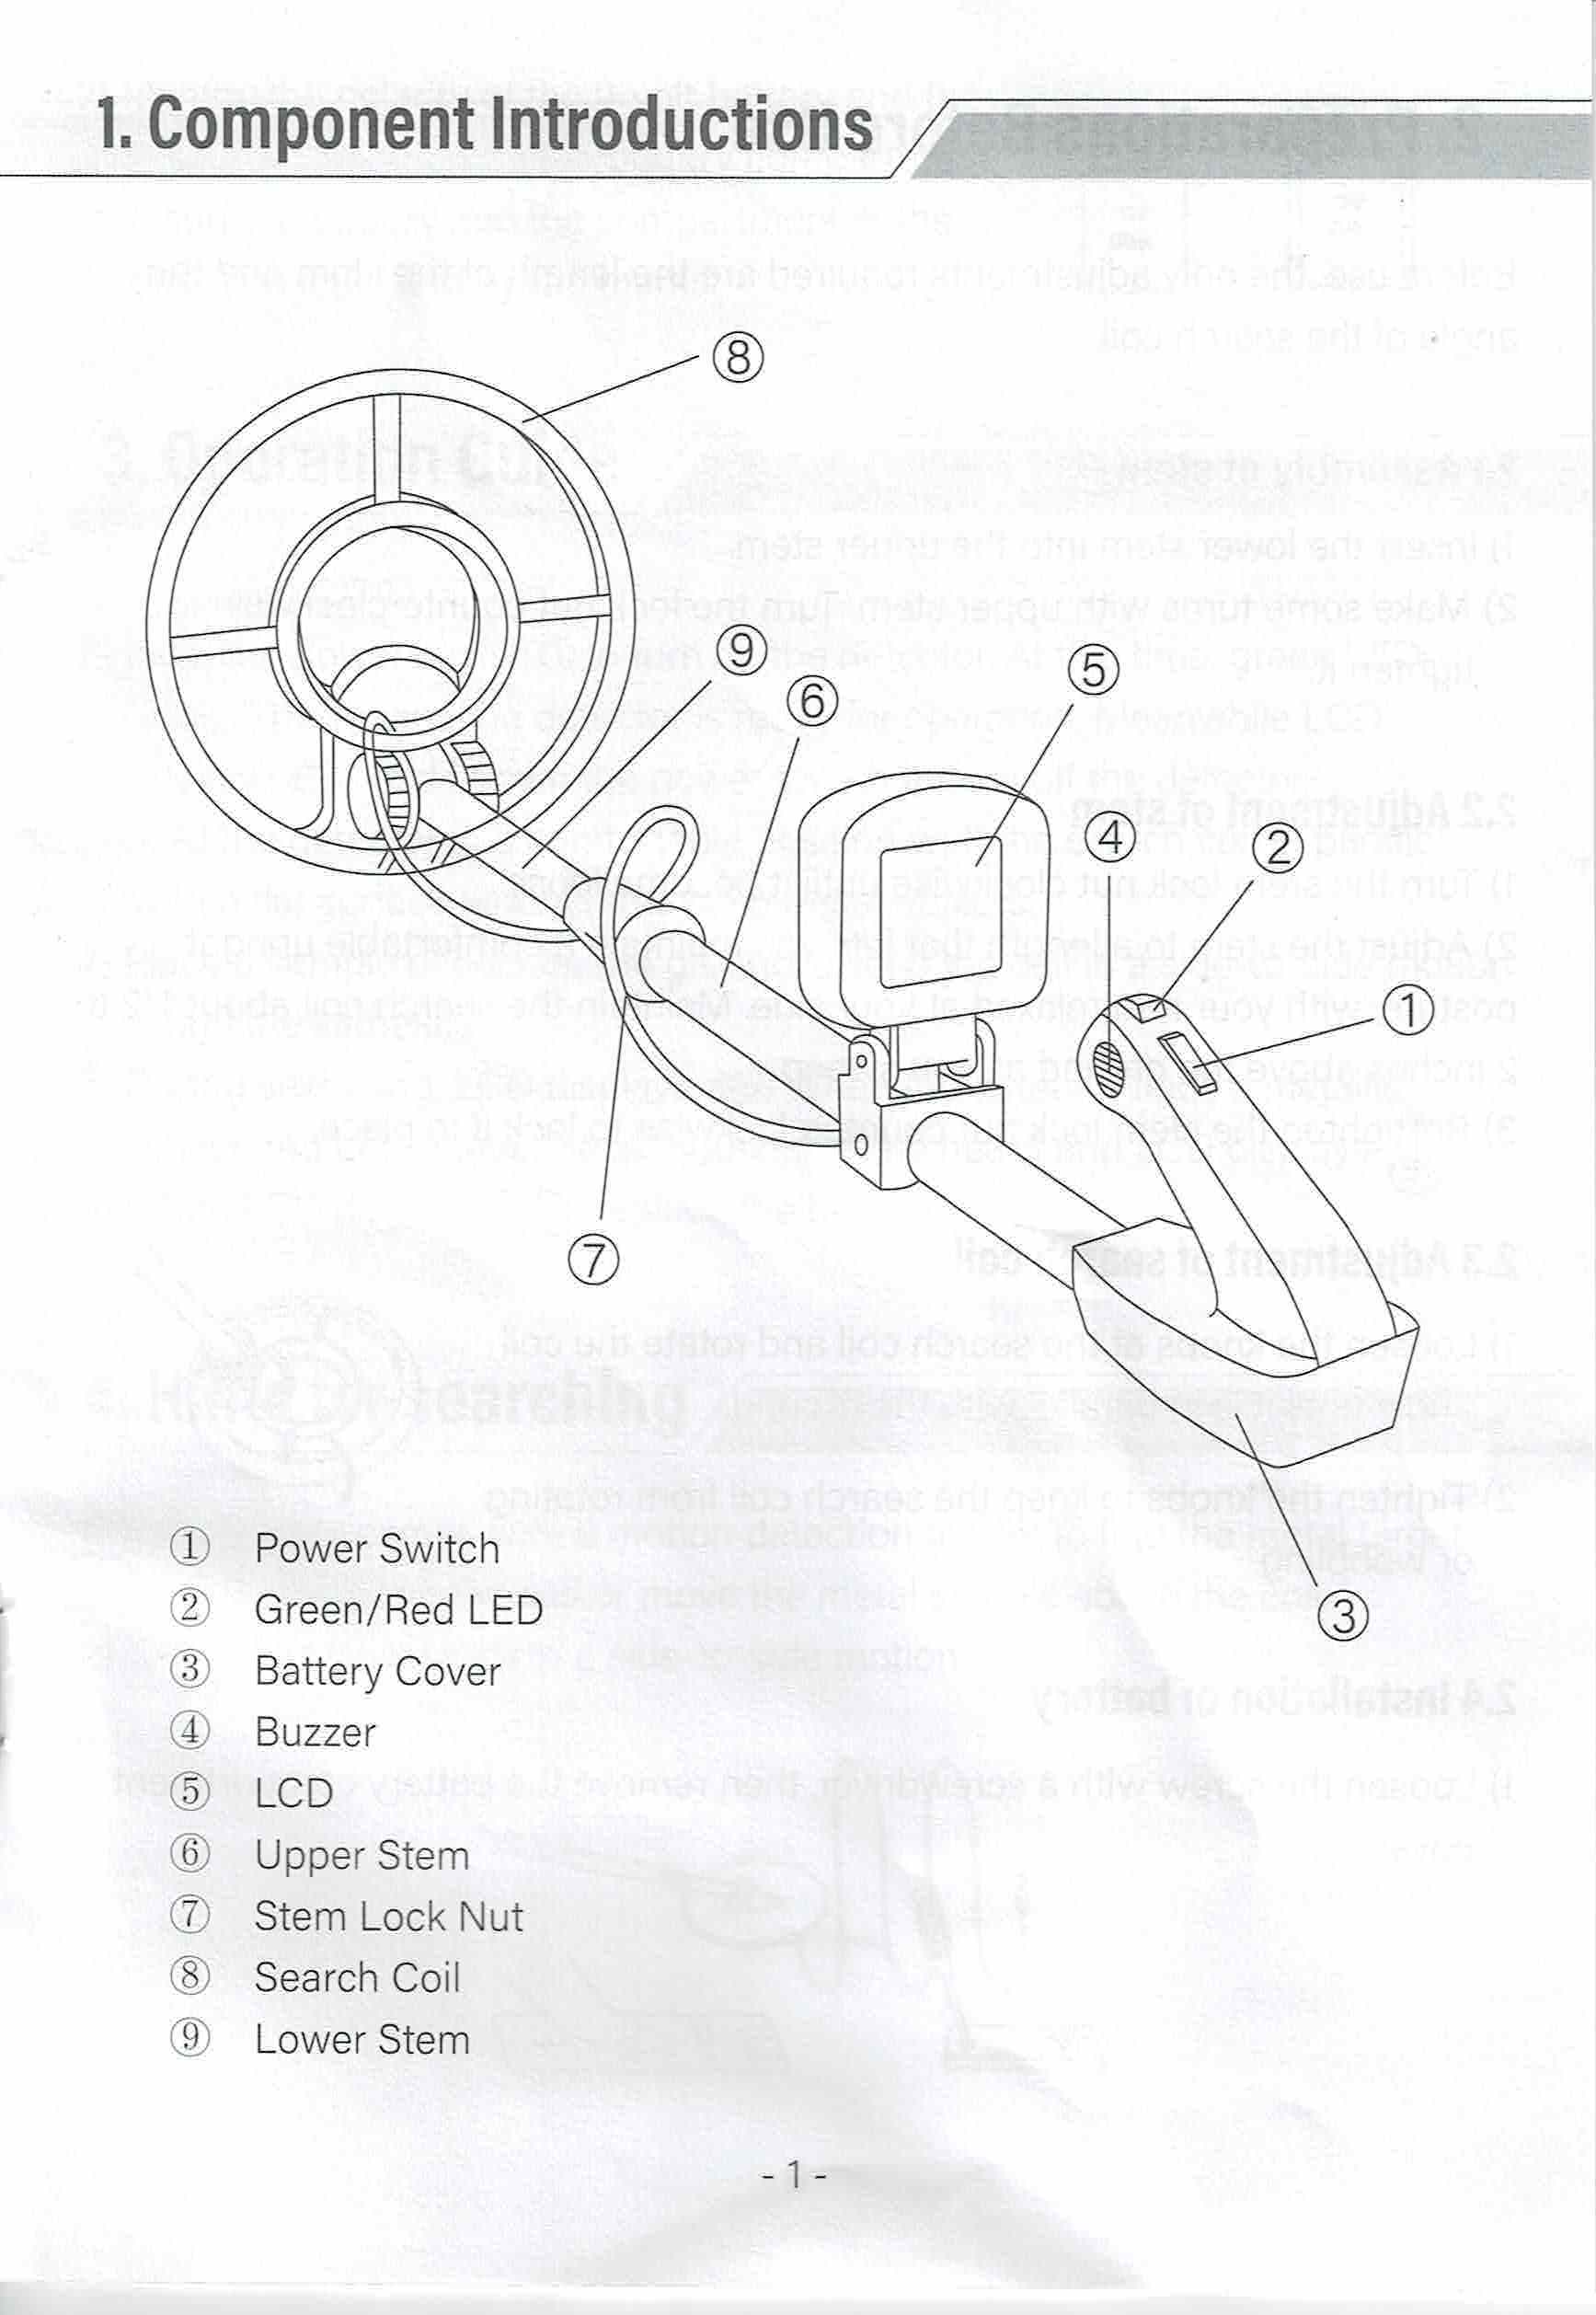 1. Component Introductions
⑧
⑨
⑥
⑤
④
②
①
⑦
③
① Power Switch
② Green/Red LED
③ Battery Cover
④ Buzzer
⑤ LCD
⑥ Upper Stem
⑦ Stem Lock Nut
⑧ Search Coil
⑨ Lower Stem
- 1 -